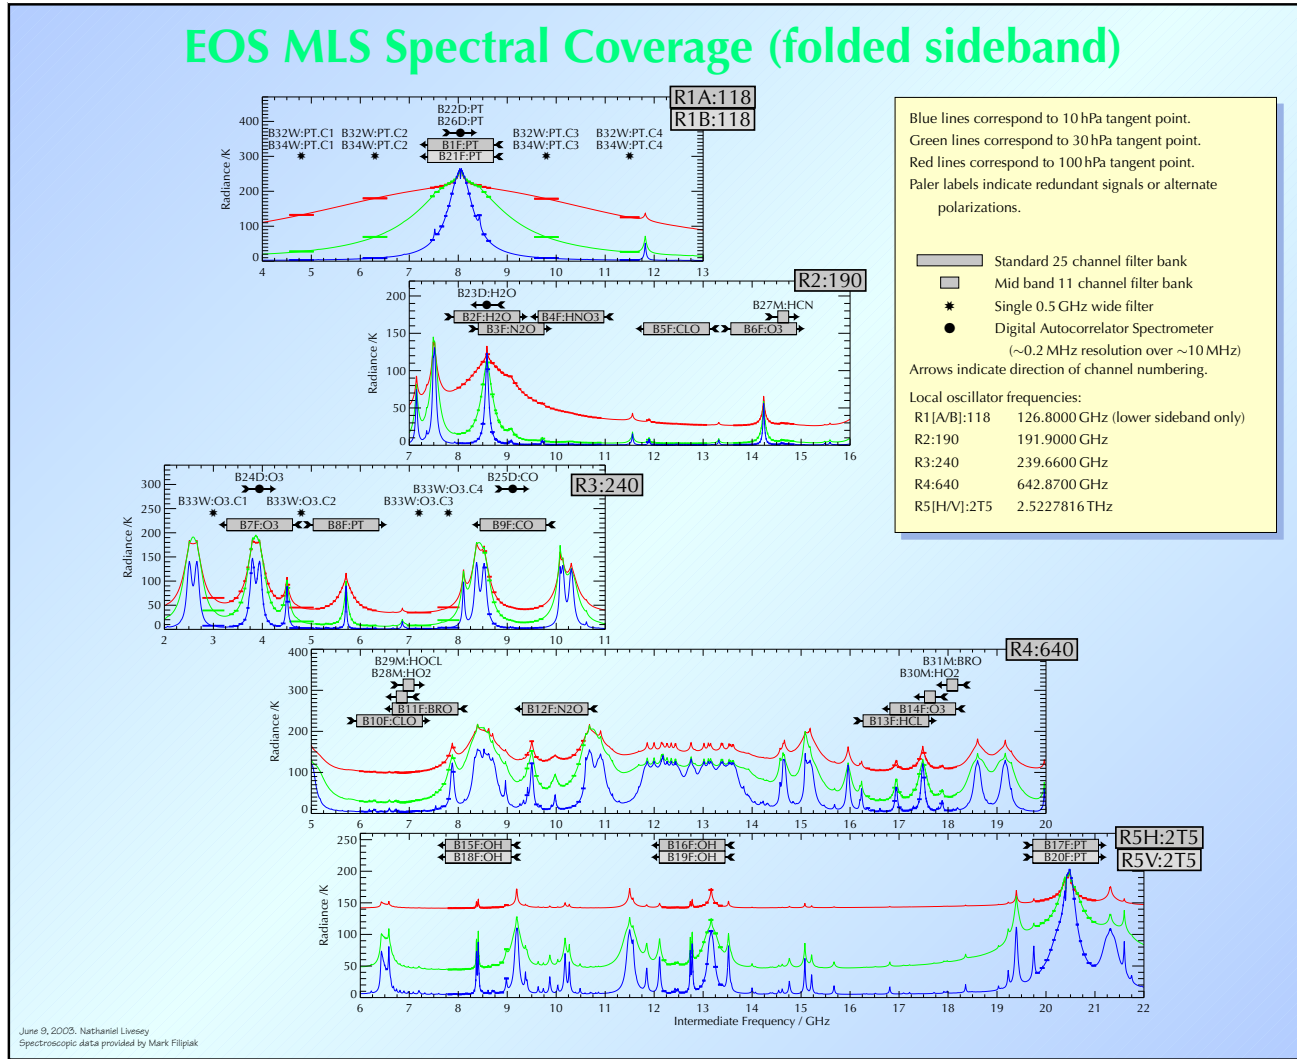 EOS MLS Spectral Coverage (folded sideband)
R1A:118
R1B:118
B22D:PT
B26D:PT
B32W:PT.C1 B32W:PT.C2 B32W:PT.C3 B32W:PT.C4
B34W:PT.C1 B34W:PT.C2 B34W:PT.C3 B34W:PT.C4
B1F:PT
B21F:PT
Radiance /K
400
300
200
100
0
4 5 6 7 8 9 10 11 12 13
R2:190
B23D:H2O
B27M:HCN
B2F:H2O B4F:HNO3
B3F:N2O B5F:CLO B6F:O3
Radiance /K
200
150
100
50
0
7 8 9 10 11 12 13 14 15 16
R3:240
B24D:O3 B25D:CO
B33W:O3.C4
B33W:O3.C1 B33W:O3.C2 B33W:O3.C3
B7F:O3 B8F:PT B9F:CO
Radiance /K
300
250
200
150
100
50
0
2 3 4 5 6 7 8 9 10 11
R4:640
B29M:HOCL B31M:BRO
B28M:HO2 B30M:HO2
B11F:BRO B12F:N2O B14F:O3
B10F:CLO B13F:HCL
Radiance /K
400
300
200
100
0
5 6 7 8 9 10 11 12 13 14 15 16 17 18 19 20
R5H:2T5
R5V:2T5
B15F:OH B16F:OH B17F:PT
B18F:OH B19F:OH B20F:PT
Radiance /K
250
200
150
100
50
0
6 7 8 9 10 11 12 13 14 15 16 17 18 19 20 21 22
Intermediate Frequency / GHz
Blue lines correspond to 10 hPa tangent point.
Green lines correspond to 30 hPa tangent point.
Red lines correspond to 100 hPa tangent point.
Paler labels indicate redundant signals or alternate
polarizations.
Standard 25 channel filter bank
Mid band 11 channel filter bank
Single 0.5 GHz wide filter
Digital Autocorrelator Spectrometer
(~0.2 MHz resolution over ~10 MHz)
Arrows indicate direction of channel numbering.
Local oscillator frequencies:
R1[A/B]:118 126.8000 GHz (lower sideband only)
R2:190 191.9000 GHz
R3:240 239.6600 GHz
R4:640 642.8700 GHz
R5[H/V]:2T5 2.5227816 THz
June 9, 2003. Nathaniel Livesey
Spectroscopic data provided by Mark Filipiak